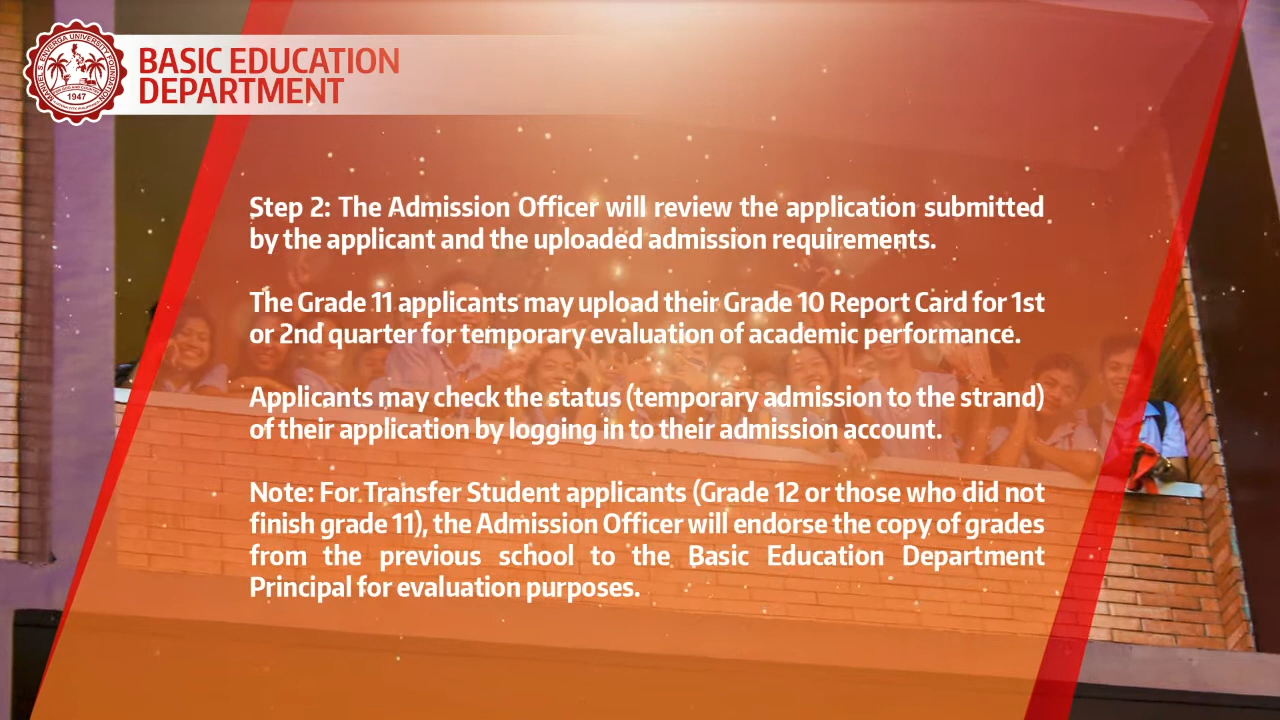 MANUEL S. ENVERGA UNIVERSITY FOUNDATION
1947
BASIC EDUCATION
DEPARTMENT
Step 2: The Admission Officer will review the application submitted
by the applicant and the uploaded admission requirements.
The Grade 11 applicants may upload their Grade 10 Report Card for 1st
or 2nd quarter for temporary evaluation of academic performance.
Applicants may check the status (temporary admission to the strand)
of their application by logging in to their admission account.
Note: For Transfer Student applicants (Grade 12 or those who did not
finish grade 11), the Admission Officer will endorse the copy of grades
from the previous school to the Basic Education Department
Principal for evaluation purposes.